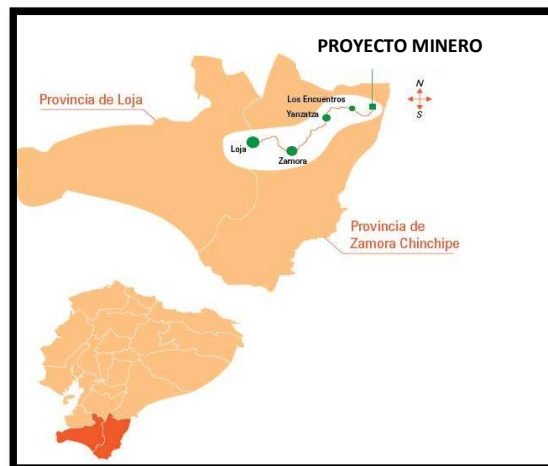 PROYECTO MINERO
Provincia de Loja
Los Encuentros
Yanzatza
N
S
Loja
Zamora
Provincia de
Zamora Chinchipe